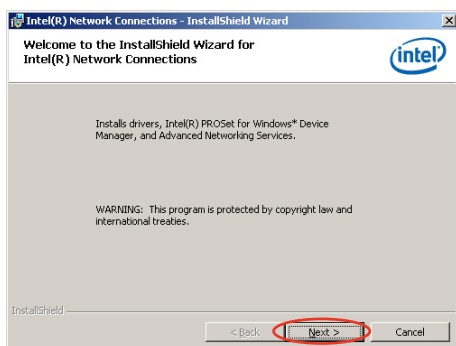 Intel(R) Network Connections - InstallShield Wizard
Welcome to the InstallShield Wizard for
Intel(R) Network Connections
intel
Installs drivers, Intel(R) PROSet for Windows* Device
Manager, and Advanced Networking Services.
WARNING: This program is protected by copyright law and
international treaties.
InstallShield
< Back Next > Cancel